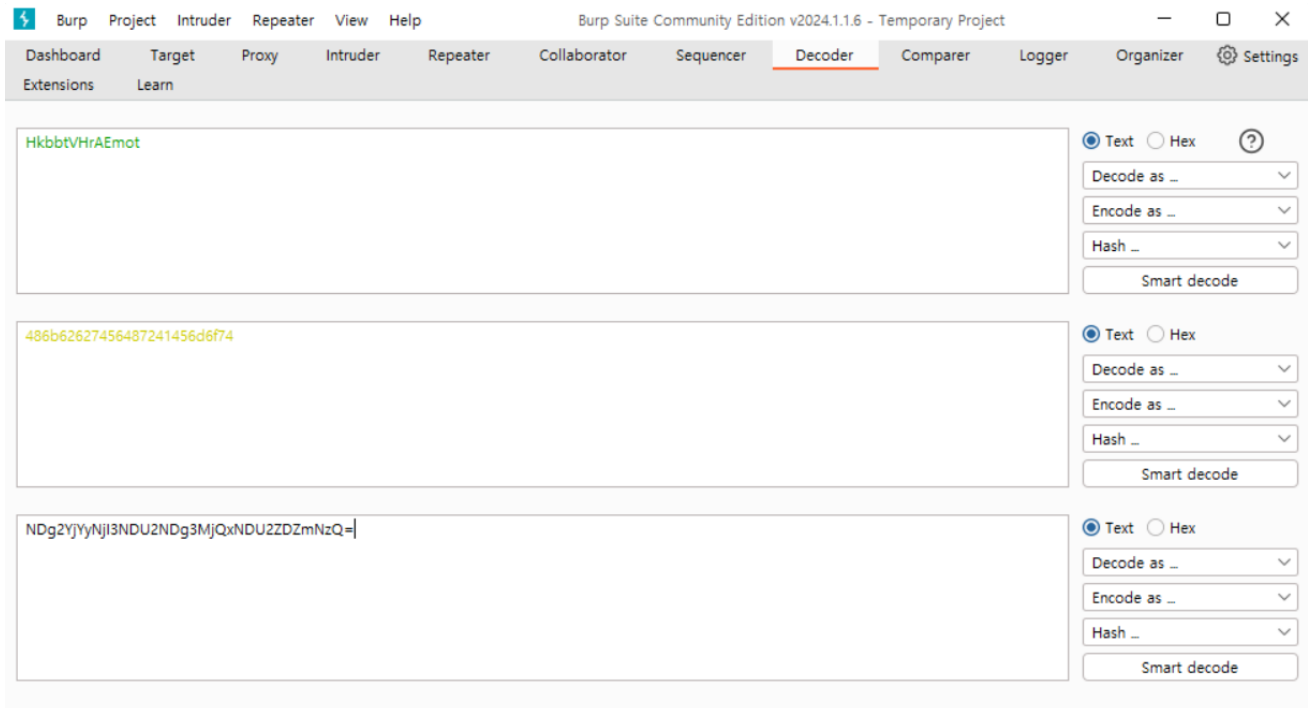 Burp Project Intruder Repeater View Help Burp Suite Community Edition v2024.1.1.6 - Temporary Project
Dashboard Target Proxy Intruder Repeater Collaborator Sequencer Decoder Comparer Logger Organizer Settings
Extensions Learn
HkbbtVHrAEmot
Text Hex ?
Decode as ...
Encode as ...
Hash ...
Smart decode
486b62627456487241456d6f74
Text Hex
Decode as ...
Encode as ...
Hash ...
Smart decode
NDg2YjYyNjI3NDU2NDg3MjQxNDU2ZDZmNzQ=
Text Hex
Decode as ...
Encode as ...
Hash ...
Smart decode